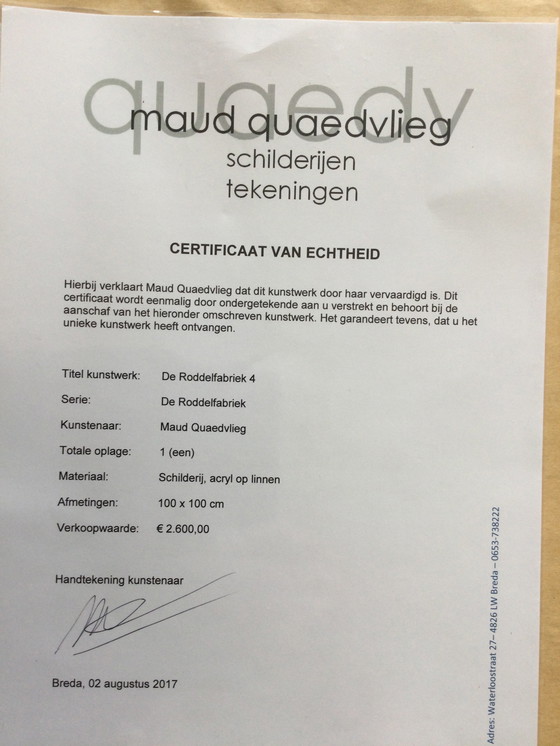 quaedv
maud quaedvlieg
schilderijen
tekeningen
CERTIFICAAT VAN ECHTHEID
Hierbij verklaart Maud Quaedvlieg dat dit kunstwerk door haar vervaardigd is. Dit
certificaat wordt eenmalig door ondergetekende aan u verstrekt en behoort bij de
aanschaf van het hieronder omschreven kunstwerk. Het garandeert tevens, dat u het
unieke kunstwerk heeft ontvangen.
Titel kunstwerk: De Roddelfabriek 4
Serie: De Roddelfabriek
Kunstenaar: Maud Quaedvlieg
Totale oplage: 1 (een)
Materiaal: Schilderij, acryl op linnen
Afmetingen: 100 x 100 cm
Verkoopwaarde: € 2.600,00
Handtekening kunstenaar
Breda, 02 augustus 2017
Adres: Waterloostraat 27– 4826 LW Breda – 0653-738222